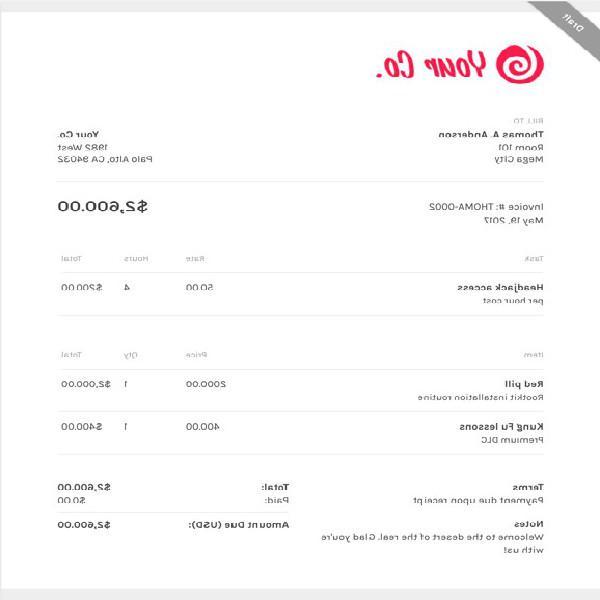 Draft
Your Co.
BILL TO
Thomas A. Anderson
Room 101
Mega City
Your Co.
1982 West
Palo Alto, CA 94032
Invoice #: THOMA-0002
May 19, 2017
$2,600.00
Task Rate Hours Total
Headjack access 50.00 4 $200.00
per hour cost
Item Price Qty Total
Red pill 2000.00 1 $2,000.00
Rootkit installation routine
Kung Fu lessons 400.00 1 $400.00
Premium DLC
Terms
Payment due upon receipt
Notes
Welcome to the desert of the real. Glad you're
with us!
Total: $2,600.00
Paid: $0.00
Amount Due (USD): $2,600.00